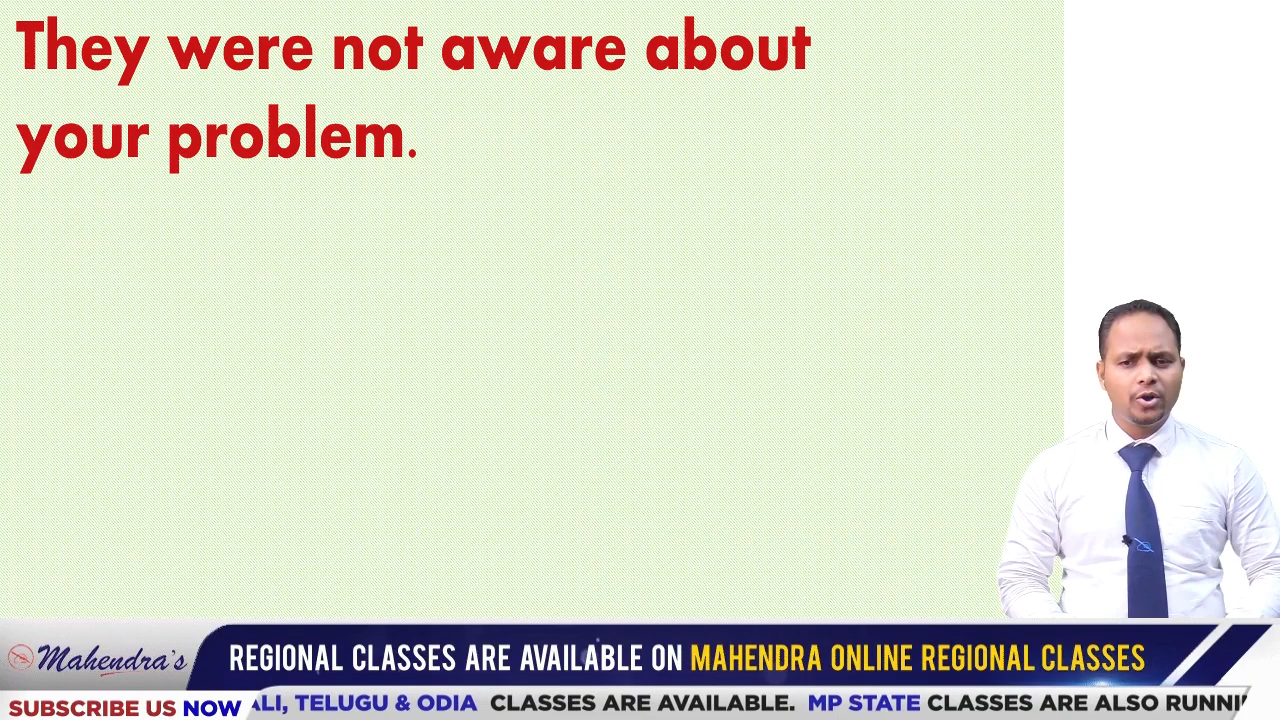 They were not aware about
your problem.
Mahendra's
REGIONAL CLASSES ARE AVAILABLE ON MAHENDRA ONLINE REGIONAL CLASSES
SUBSCRIBE US NOW
TELUGU & ODIA CLASSES ARE AVAILABLE. MP STATE CLASSES ARE ALSO